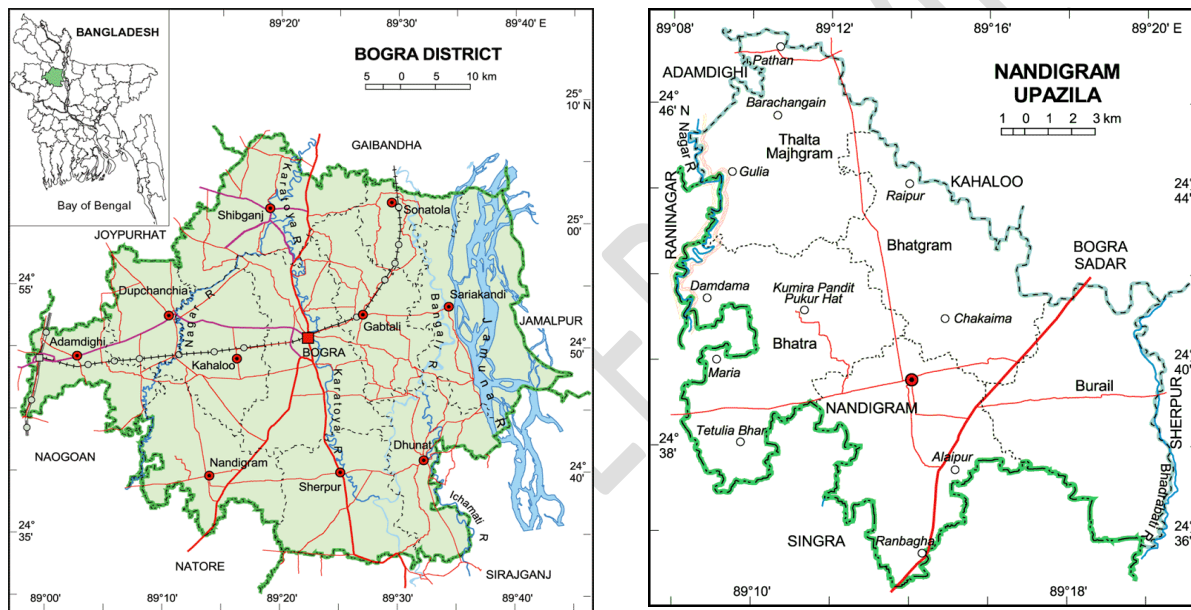 89°20'
89°30'
89°40' E
BANGLADESH
Bay of Bengal
BOGRA DISTRICT
5 0 5 10 km
25°
10' N
GAIBANDHA
Karatoya R
Shibganj
Sonatola
25°
00'
JOYPURHAT
24°
55'
Dupchanchia
Nagar R
Bangali R
Sariakandi
Jamuna R
JAMALPUR
Gabtali
Adamdighi
BOGRA
24°
50'
Kahaloo
Karatoya R
NAOGOAN
Dhunat
Nandigram
Sherpur
24°
40'
Ichamati R
24°
35'
NATORE
SIRAJGANJ
89°00'
89°10'
89°20'
89°30'
89°40'
89°08'
89°12'
89°16'
89°20' E
Pathan
ADAMDIGHI
NANDIGRAM
UPAZILA
1 0 1 2 3 km
24°
46' N
Barachangain
Nagar R
Thalta
Majhgram
Gulia
Raipur
KAHALOO
24°
44'
RANINAGAR
Bhatgram
BOGRA
SADAR
Damdama
Kumira Pandit
Pukur Hat
Chakaima
Bhatra
Maria
24°
40'
Burail
NANDIGRAM
SHERPUR
24°
38'
Tetulia Bhar
Alaipur
Bhadrabati R
SINGRA
Ranbagha
24°
36'
89°10'
89°14'
89°18'